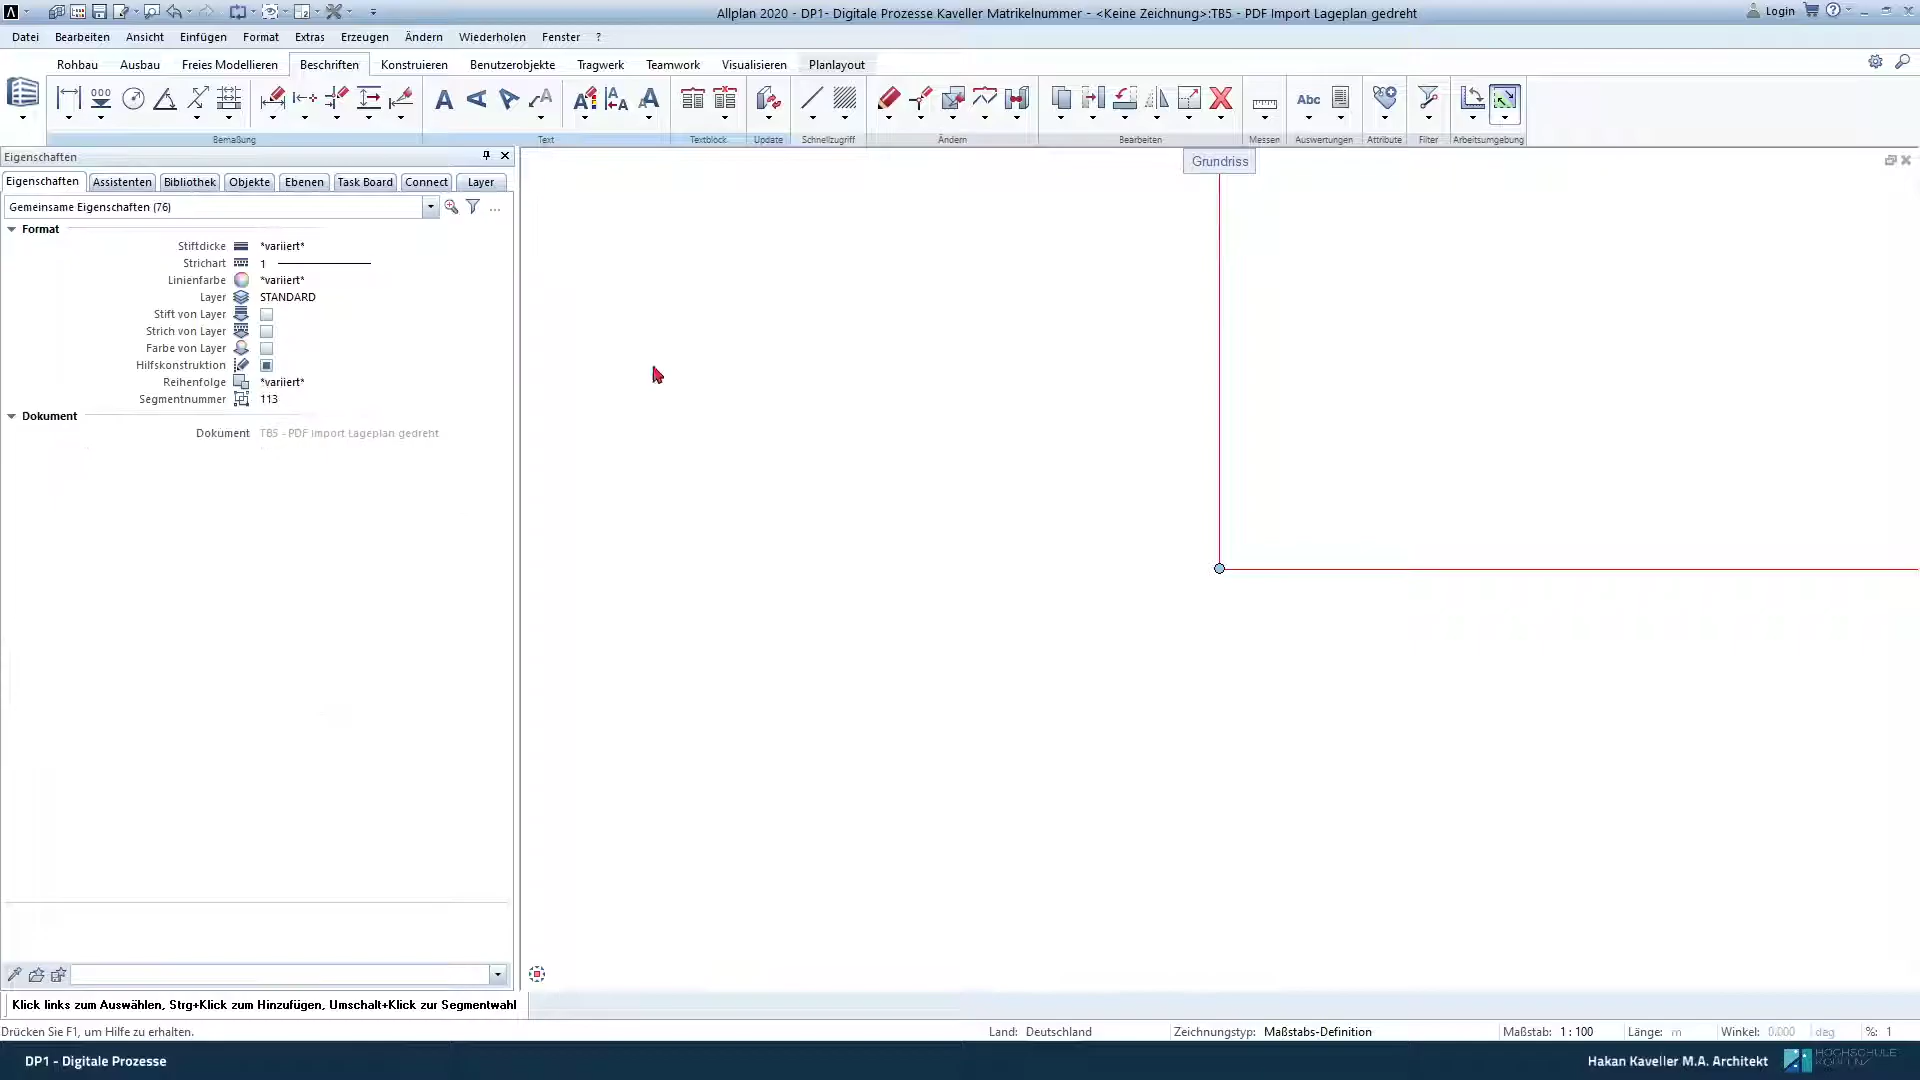 Allplan 2020 - DP1- Digitale Prozesse Kaveller Matrikelnummer - <Keine Zeichnung>:TB5 - PDF Import Lageplan gedreht
Login
Datei Bearbeiten Ansicht Einfügen Format Extras Erzeugen Ändern Wiederholen Fenster ?
Rohbau Ausbau Freies Modellieren Beschriften Konstruieren Benutzerobjekte Tragwerk Teamwork Visualisieren Planlayout
Abc
Bemaßung Text Textblock Update Schnellzugriff Ändern Bearbeiten Messen Auswertungen Attribute Filter Arbeitsumgebung
Eigenschaften
Grundriss
Eigenschaften Assistenten Bibliothek Objekte Ebenen Task Board Connect Layer
Gemeinsame Eigenschaften (76)
Format
Stiftdicke *variiert*
Strichart 1
Linienfarbe *variiert*
Layer STANDARD
Stift von Layer
Strich von Layer
Farbe von Layer
Hilfskonstruktion
Reihenfolge *variiert*
Segmentnummer 113
Dokument
Dokument TB5 - PDF Import Lageplan gedreht
Klick links zum Auswählen, Strg+Klick zum Hinzufügen, Umschalt+Klick zur Segmentwahl
Drücken Sie F1, um Hilfe zu erhalten.
Land: Deutschland Zeichnungstyp: Maßstabs-Definition Maßstab: 1 : 100 Länge: m Winkel: 0.000 deg %: 1
DP1 - Digitale Prozesse
Hakan Kaveller M.A. Architekt
HOCHSCHULE
KOBLENZ